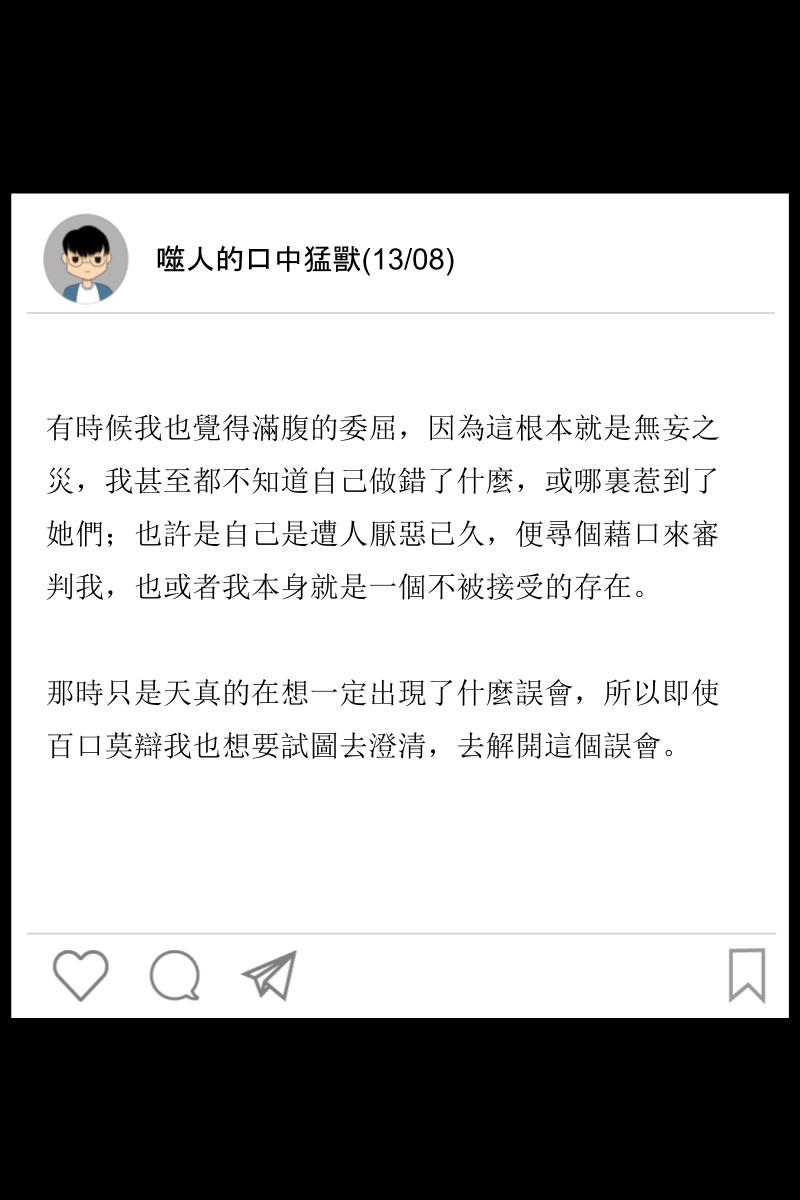 噬人的口中猛獸(13/08)
有時候我也覺得滿腹的委屈，因為這根本就是無妄之
災，我甚至都不知道自己做錯了什麼，或哪裏惹到了
她們；也許是自己是遭人厭惡已久，便尋個藉口來審
判我，也或者我本身就是一個不被接受的存在。
那時只是天真的在想一定出現了什麼誤會，所以即使
百口莫辯我也想要試圖去澄清，去解開這個誤會。